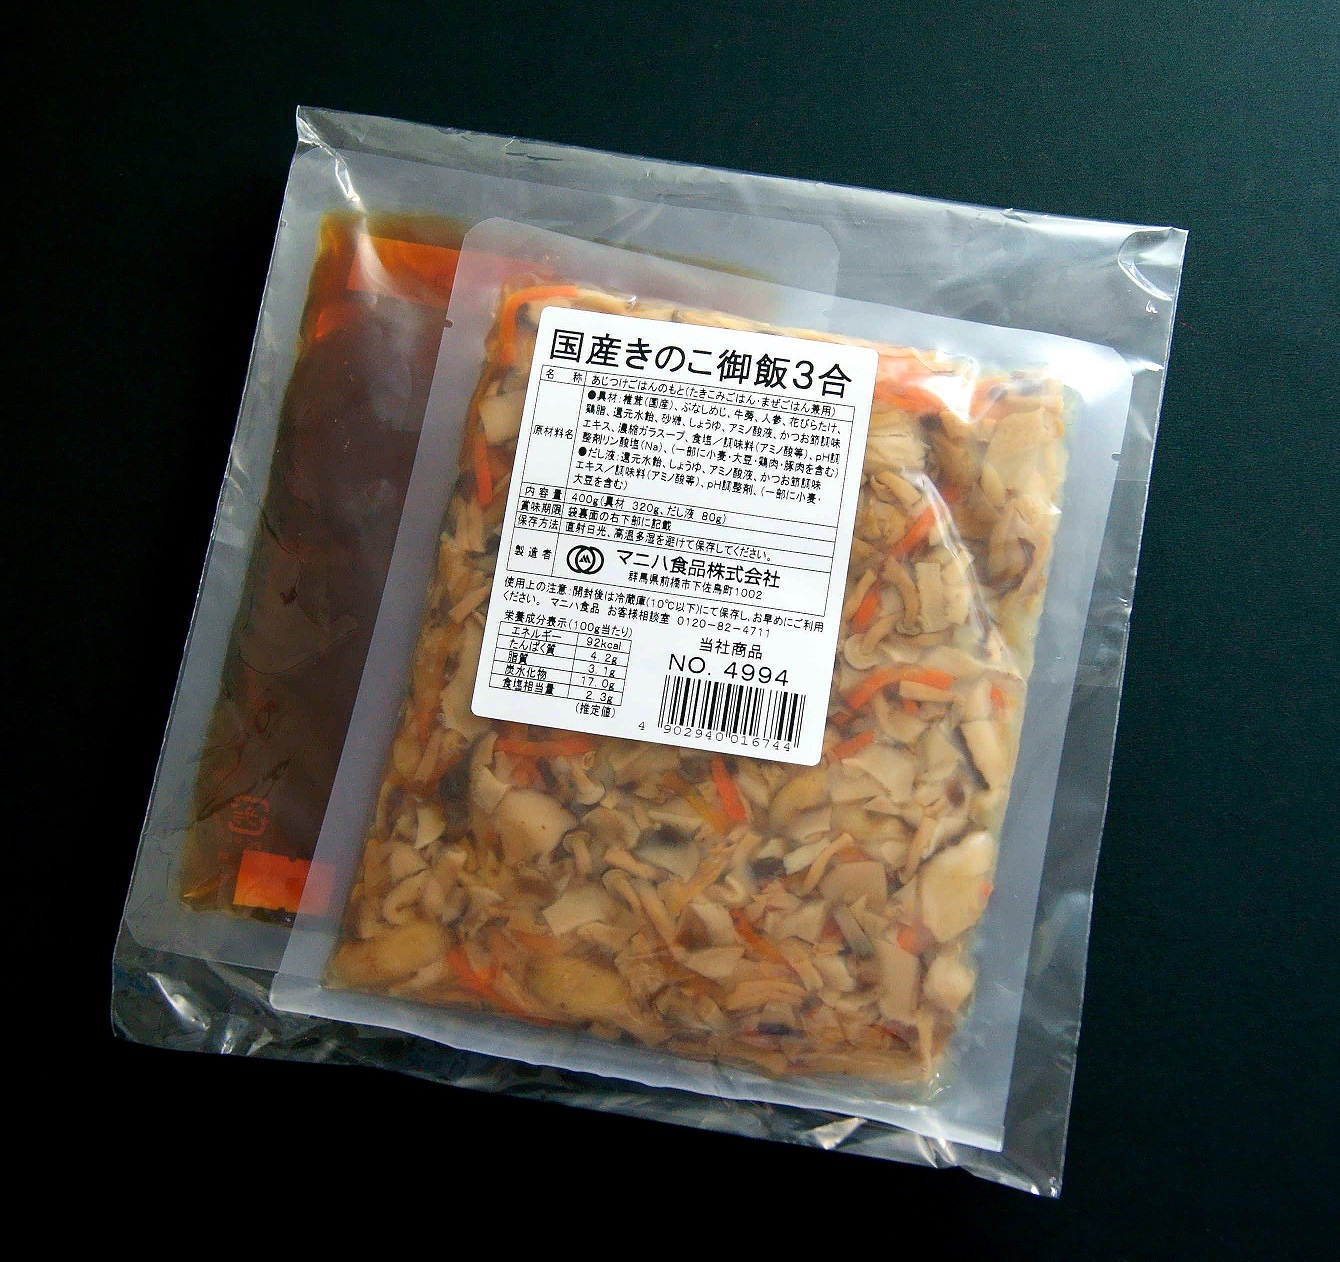 国産きのこ御飯3合
名称 あじつけごはんのもと(たきこみごはん・まぜごはん兼用)
原材料名 ●具材:椎茸(国産)、ぶなしめじ、牛蒡、人参、花びらたけ、
鶏脂、還元水飴、砂糖、しょうゆ、アミノ酸液、かつお節調味
エキス、濃縮ガラスープ、食塩/調味料(アミノ酸等)、pH調
整剤リン酸塩(Na)、(一部に小麦・大豆・鶏肉・豚肉を含む)
●だし液:還元水飴、しょうゆ、アミノ酸液、かつお節調味
エキス/調味料(アミノ酸等)、pH調整剤、(一部に小麦・
大豆を含む)
内容量 400g(具材 320g、だし液 80g)
賞味期限 袋裏面の右下部に記載
保存方法 直射日光、高温多湿を避けて保存してください。
製造者 マニハ食品株式会社
群馬県前橋市下佐鳥町1002
使用上の注意:開封後は冷蔵庫(10℃以下)にて保存し、お早めにご利用
ください。 マニハ食品 お客様相談室 0120-82-4711
栄養成分表示(100g当たり)
エネルギー 92kcal
たんぱく質 4.2g
脂質 3.1g
炭水化物 17.0g
食塩相当量 2.3g
(推定値)
当社商品
NO. 4994
4 902940 016744